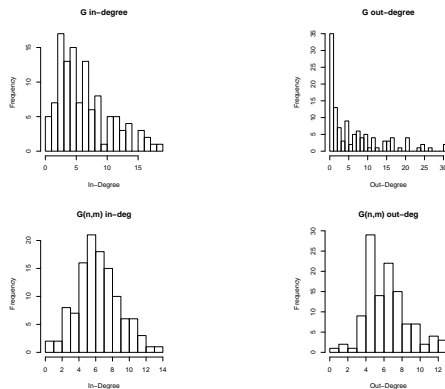 G in-degree
Frequency
0 5 10 15
0 5 10 15
In-Degree
G out-degree
Frequency
0 5 10 15 20 25 30 35
0 5 10 15 20 25 30
Out-Degree
G(n,m) in-deg
Frequency
0 5 10 15 20
0 2 4 6 8 10 12 14
In-Degree
G(n,m) out-deg
Frequency
0 5 10 15 20 25 30
0 2 4 6 8 10 12
Out-Degree